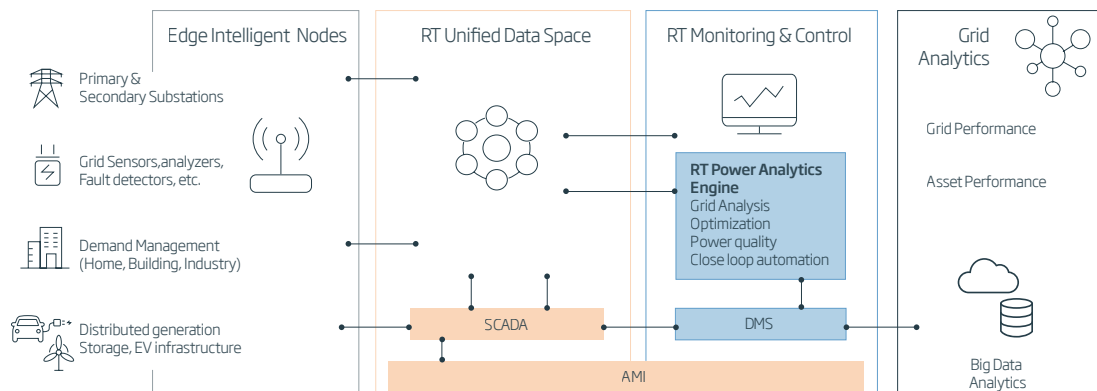 Edge Intelligent Nodes
RT Unified Data Space
RT Monitoring & Control
Grid
Analytics
Primary &
Secondary Substations
Grid Sensors,analyzers,
Fault detectors, etc.
Demand Management
(Home, Building, Industry)
Distributed generation
Storage, EV infrastructure
RT Power Analytics
Engine
Grid Analysis
Optimization
Power quality
Close loop automation
SCADA
DMS
AMI
Grid Performance
Asset Performance
Big Data
Analytics